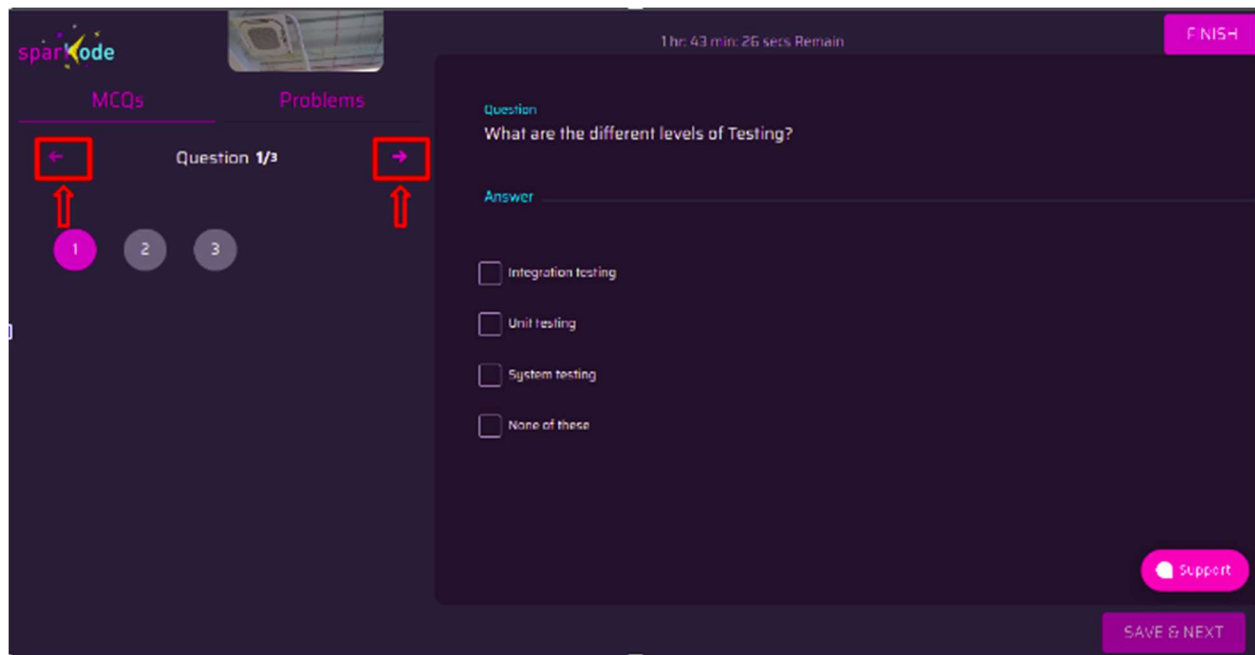 sparkode
1 hr: 43 min: 26 secs Remain
FINISH
MCQs
Problems
← Question 1/3 →
1 2 3
Question
What are the different levels of Testing?
Answer
Integration testing
Unit testing
System testing
None of these
Support
SAVE & NEXT